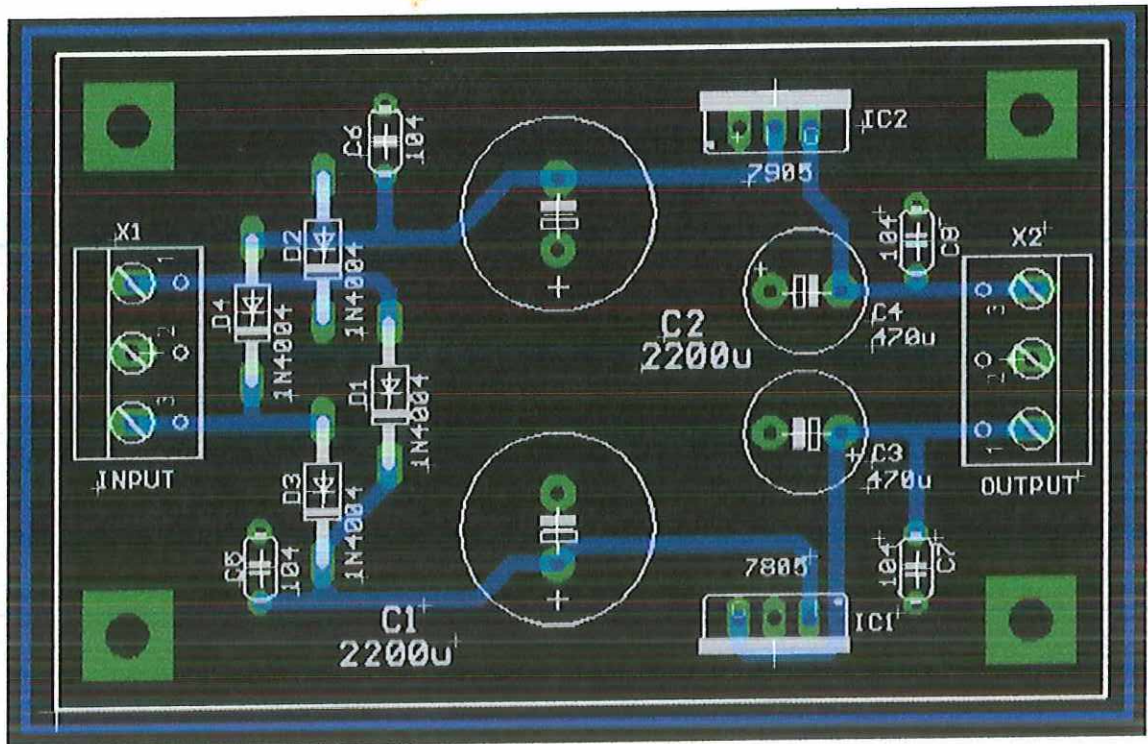 C6
104
IC2
7905
X1
1
2
3
INPUT
D2
1N4004
D4
1N4004
D1
1N4004
D3
1N4004
C2
2200u
104
C8
X2
3
2
1
OUTPUT
C4
470u
C3
470u
C5
104
C1
2200u
7805
IC1
104
C7